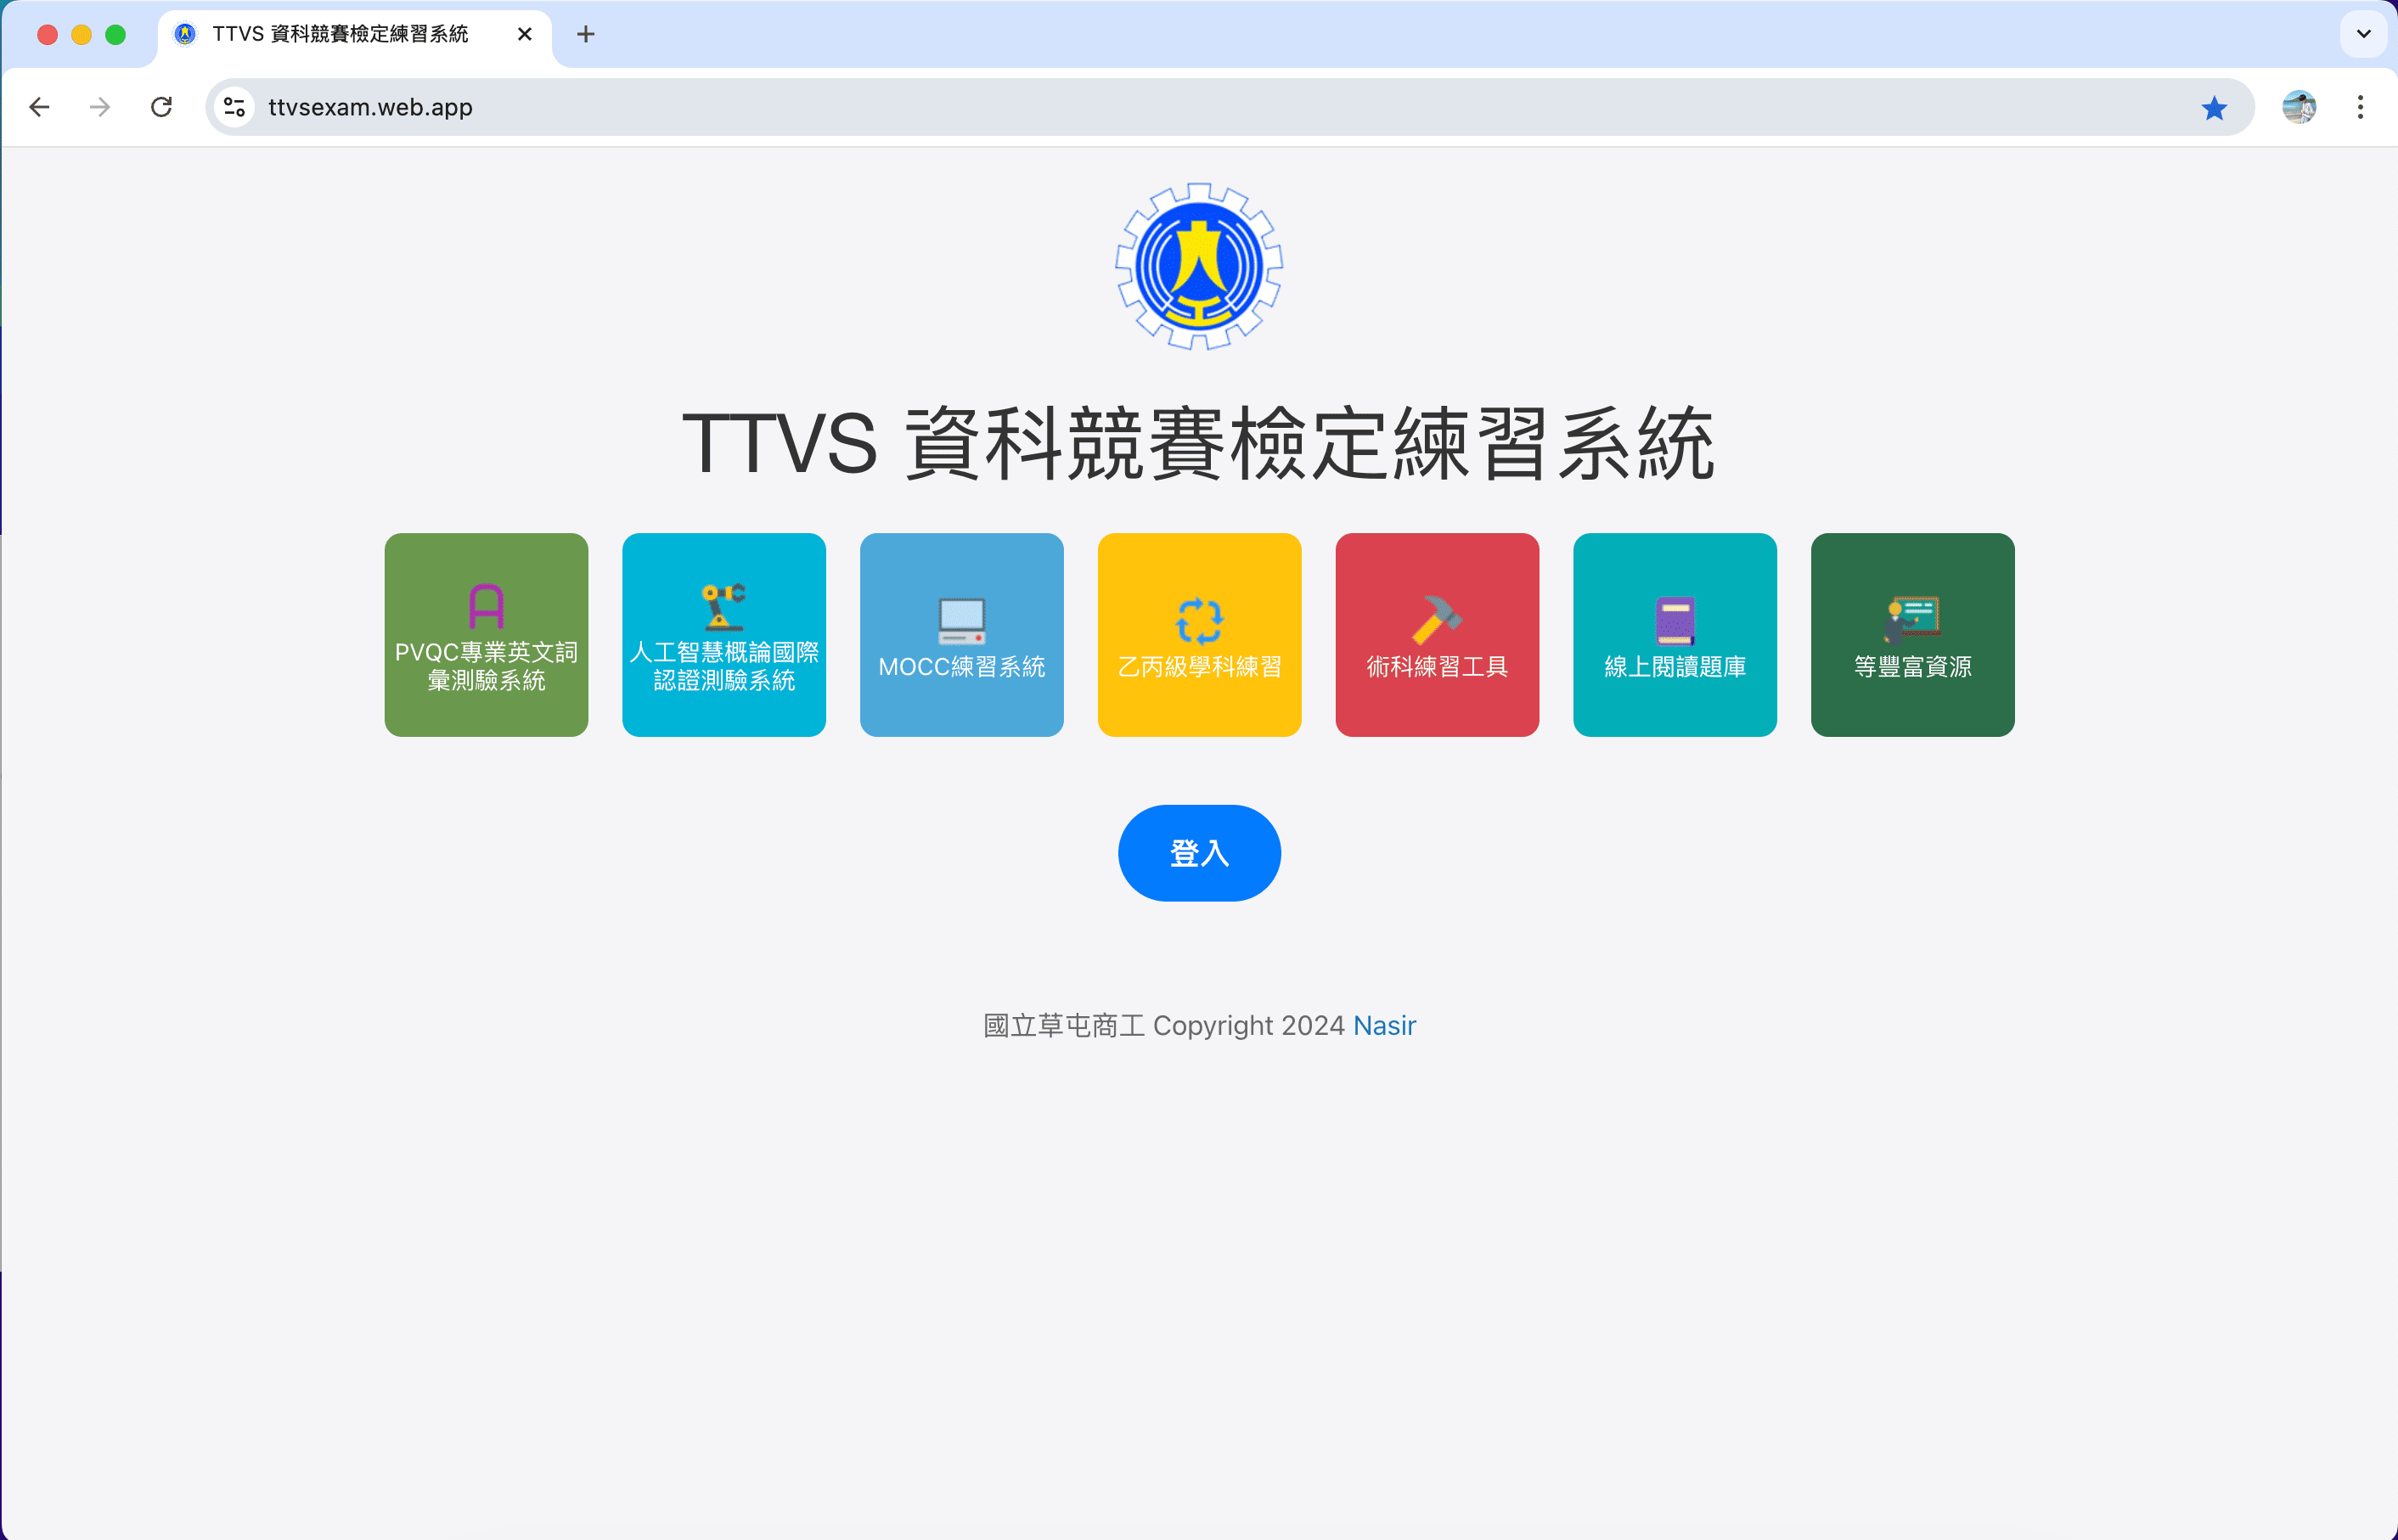 TTVS 資科競賽檢定練習系統
ttvsexam.web.app
TTVS 資科競賽檢定練習系統
PVQC專業英文詞
彙測驗系統
人工智慧概論國際
認證測驗系統
MOCC練習系統
乙丙級學科練習
術科練習工具
線上閱讀題庫
等豐富資源
登入
國立草屯商工 Copyright 2024 Nasir